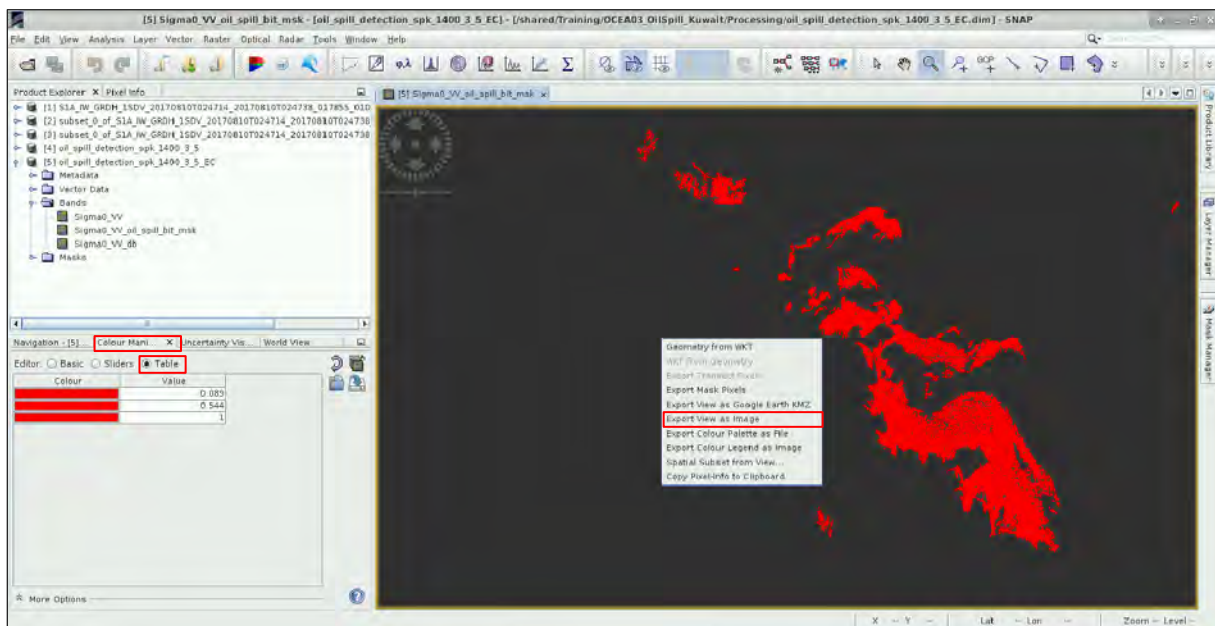 [5] Sigma0_VV_oil_spill_bit_msk - [oil_spill_detection_spk_1400_3_5_EC] - [/shared/Training/OCEA03_OilSpill_Kuwait/Processing/oil_spill_detection_spk_1400_3_5_EC.dim] - SNAP
File Edit View Analysis Layer Vector Raster Optical Radar Tools Window Help
GCP
Product Explorer X Pixel Info
[5] Sigma0_VV_oil_spill_bit_msk x
[1] S1A_IW_GRDH_1SDV_20170810T024714_20170810T024738_017855_01D
[2] subset_0_of_S1A_IW_GRDH_1SDV_20170810T024714_20170810T024738
[3] subset_0_of_S1A_IW_GRDH_1SDV_20170810T024714_20170810T024738
[4] oil_spill_detection_spk_1400_3_5
[5] oil_spill_detection_spk_1400_3_5_EC
Metadata
Vector Data
Bands
Sigma0_VV
Sigma0_VV_oil_spill_bit_msk
Sigma0_VV_db
Masks
Product Library
Layer Manager
Mask Manager
Navigation - [5]... Colour Mani... X Uncertainty Vis... World View
Editor: Basic Sliders Table
Colour Value
0.085
0.544
1
More Options
Geometry from WKT
WKT from Geometry
Export Transect Pixels
Export Mask Pixels
Export View as Google Earth KMZ
Export View as Image
Export Colour Palette as File
Export Colour Legend as Image
Spatial Subset from View...
Copy Pixel-Info to Clipboard
X -- Y -- Lat -- Lon -- Zoom -- Level --